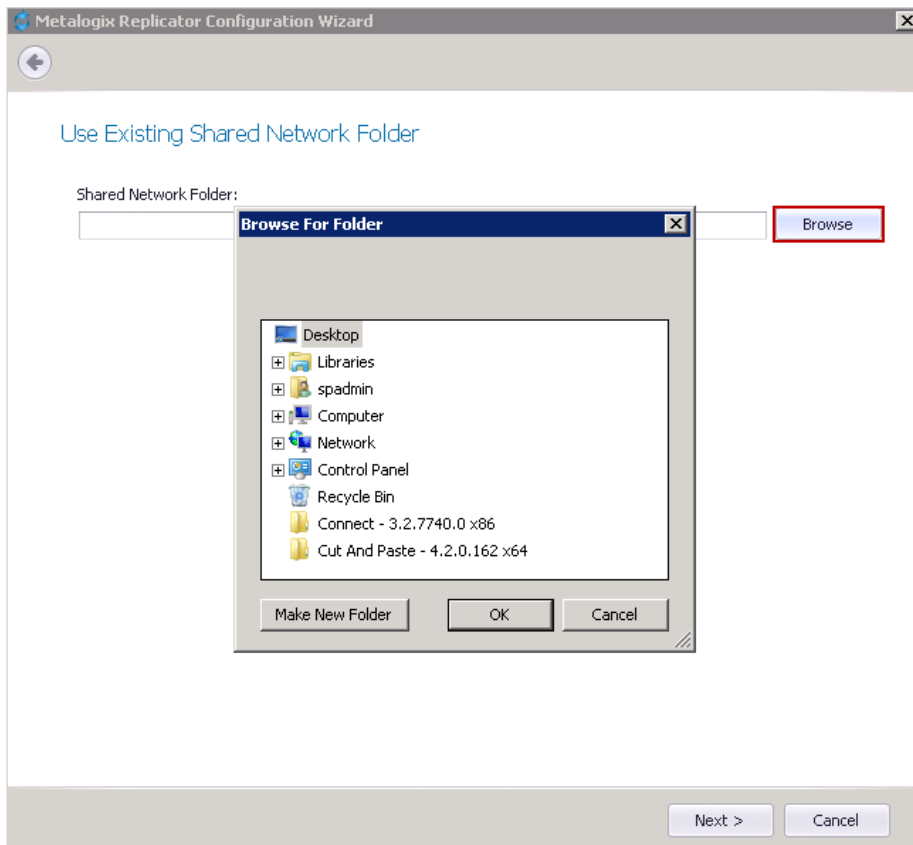 Metalogix Replicator Configuration Wizard
Use Existing Shared Network Folder
Shared Network Folder:
Browse
Browse For Folder
Desktop
Libraries
spadmin
Computer
Network
Control Panel
Recycle Bin
Connect - 3.2.7740.0 x86
Cut And Paste - 4.2.0.162 x64
Make New Folder OK Cancel
Next > Cancel